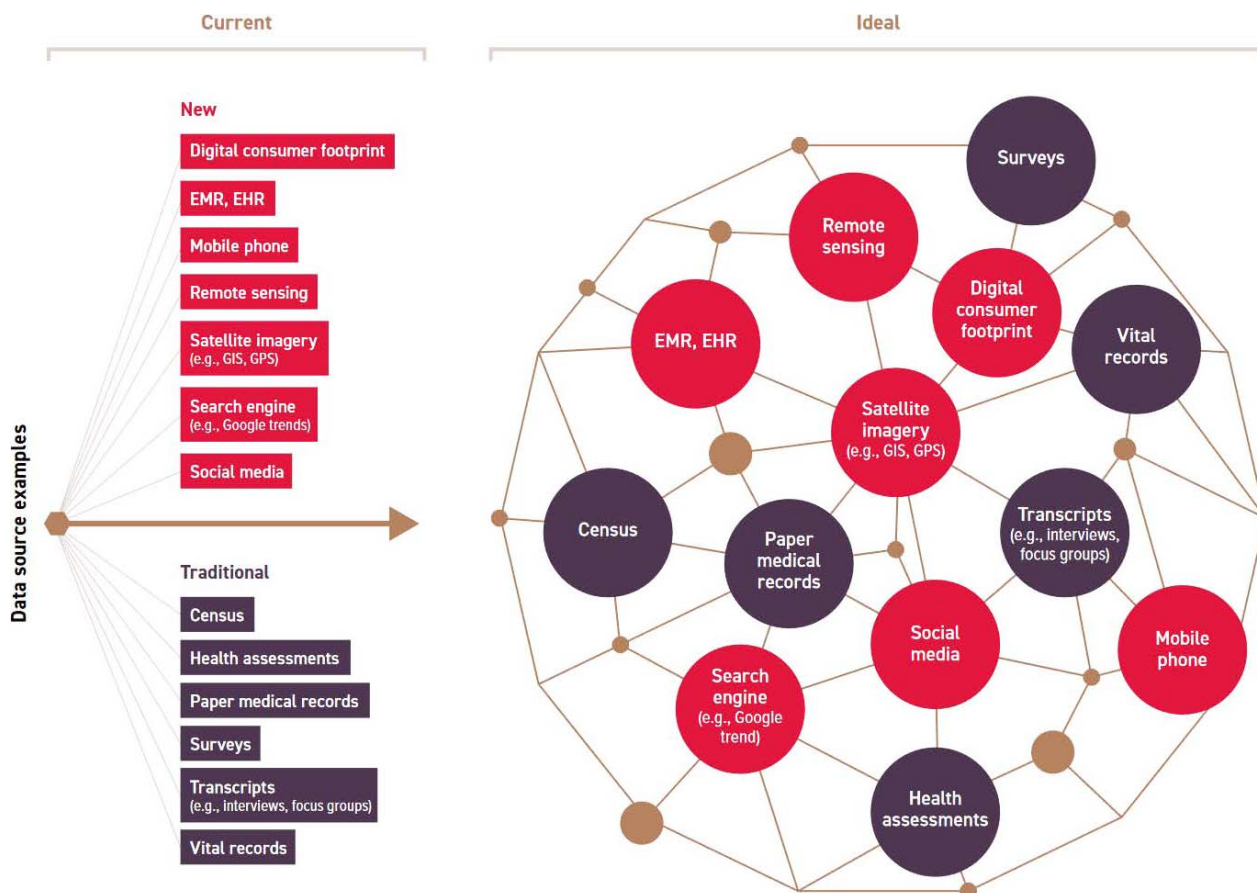 Current
Ideal
Data source examples
New
Digital consumer footprint
EMR, EHR
Mobile phone
Remote sensing
Satellite imagery
(e.g., GIS, GPS)
Search engine
(e.g., Google trends)
Social media
Traditional
Census
Health assessments
Paper medical records
Surveys
Transcripts
(e.g., interviews, focus groups)
Vital records
Surveys
Remote
sensing
Digital
consumer
footprint
EMR, EHR
Vital
records
Satellite
imagery
(e.g., GIS, GPS)
Census
Paper
medical
records
Transcripts
(e.g., interviews,
focus groups)
Social
media
Mobile
phone
Search
engine
(e.g., Google
trend)
Health
assessments